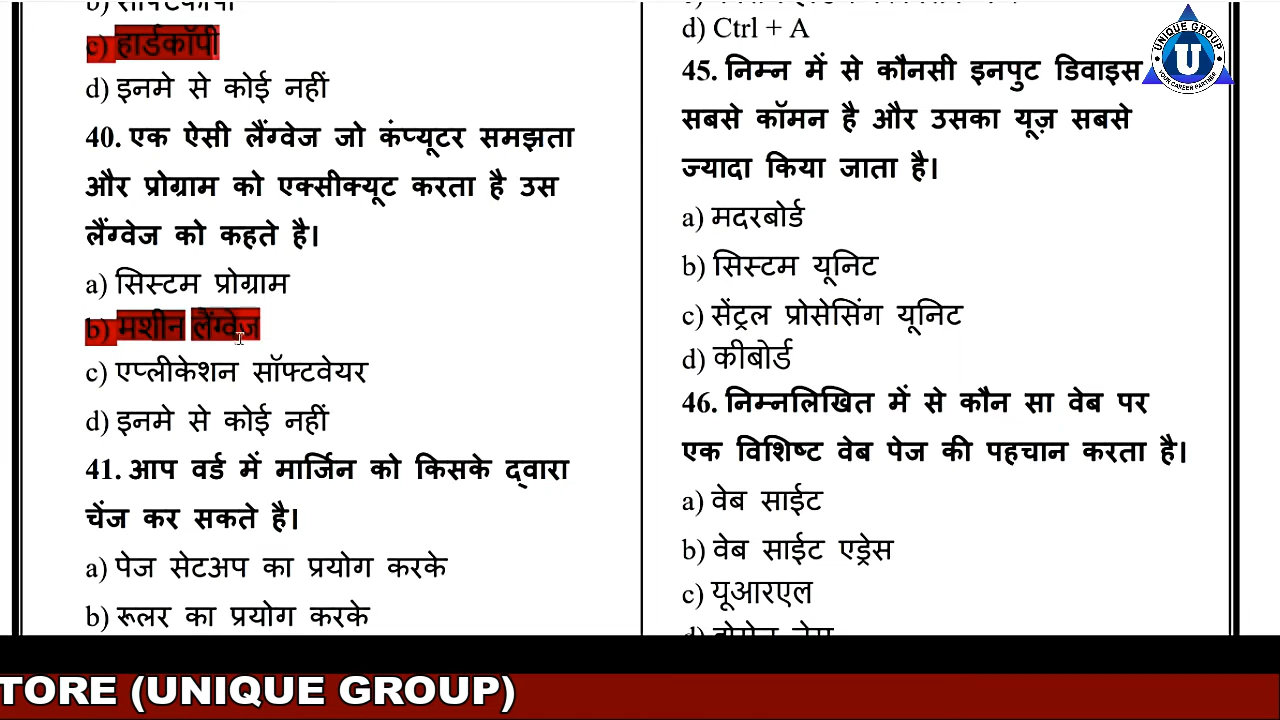 c) हार्डकॉपी
d) इनमे से कोई नहीं
40. एक ऐसी लैंग्वेज जो कंप्यूटर समझता
और प्रोग्राम को एक्सीक्यूट करता है उस
लैंग्वेज को कहते है।
a) सिस्टम प्रोग्राम
b) मशीन लैंग्वेज
c) एप्लीकेशन सॉफ्टवेयर
d) इनमे से कोई नहीं
41. आप वर्ड में मार्जिन को किसके द्वारा
चेंज कर सकते है।
a) पेज सेटअप का प्रयोग करके
b) रूलर का प्रयोग करके
d) Ctrl + A
45. निम्न में से कौनसी इनपुट डिवाइस
सबसे कॉमन है और उसका यूज़ सबसे
ज्यादा किया जाता है।
a) मदरबोर्ड
b) सिस्टम यूनिट
c) सेंट्रल प्रोसेसिंग यूनिट
d) कीबोर्ड
46. निम्नलिखित में से कौन सा वेब पर
एक विशिष्ट वेब पेज की पहचान करता है।
a) वेब साईट
b) वेब साईट एड्रेस
c) यूआरएल
UNIQUE GROUP
U
YOUR CAREER PARTNER
TORE (UNIQUE GROUP)